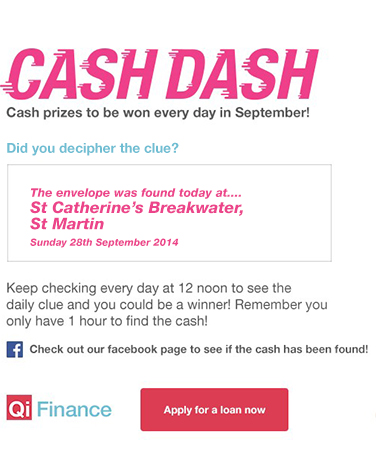 CASH DASH
Cash prizes to be won every day in September!
Did you decipher the clue?
The envelope was found today at....
St Catherine's Breakwater,
St Martin
Sunday 28th September 2014
Keep checking every day at 12 noon to see the
daily clue and you could be a winner! Remember you
only have 1 hour to find the cash!
f Check out our facebook page to see if the cash has been found!
Qi Finance
Apply for a loan now